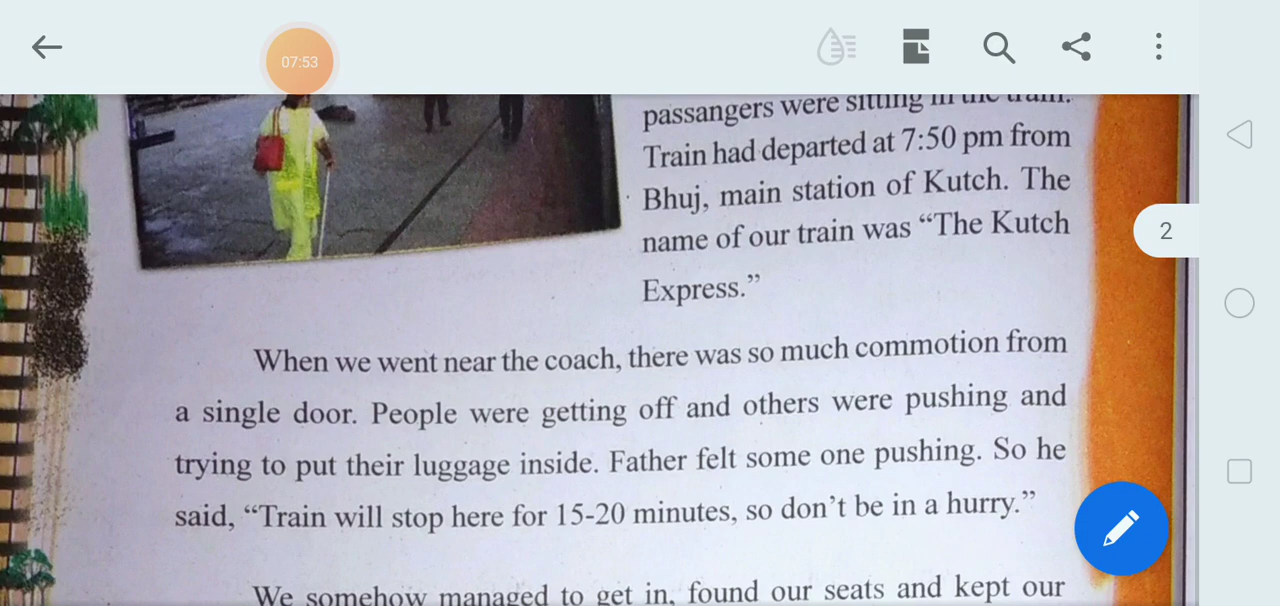 07:53
passangers were sitting in the train.
Train had departed at 7:50 pm from
Bhuj, main station of Kutch. The
name of our train was “The Kutch
Express.”
2
When we went near the coach, there was so much commotion from
a single door. People were getting off and others were pushing and
trying to put their luggage inside. Father felt some one pushing. So he
said, “Train will stop here for 15-20 minutes, so don’t be in a hurry.”
We somehow managed to get in, found our seats and kept our